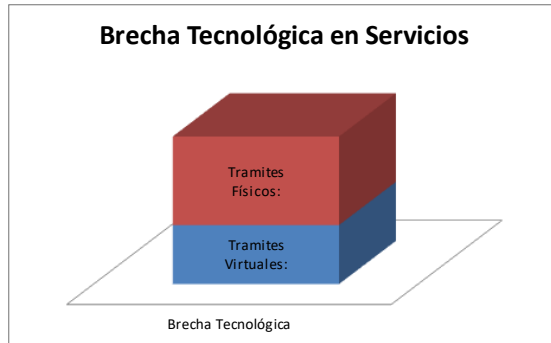 Brecha Tecnológica en Servicios
Tramites
Físicos:
Tramites
Virtuales:
Brecha Tecnológica